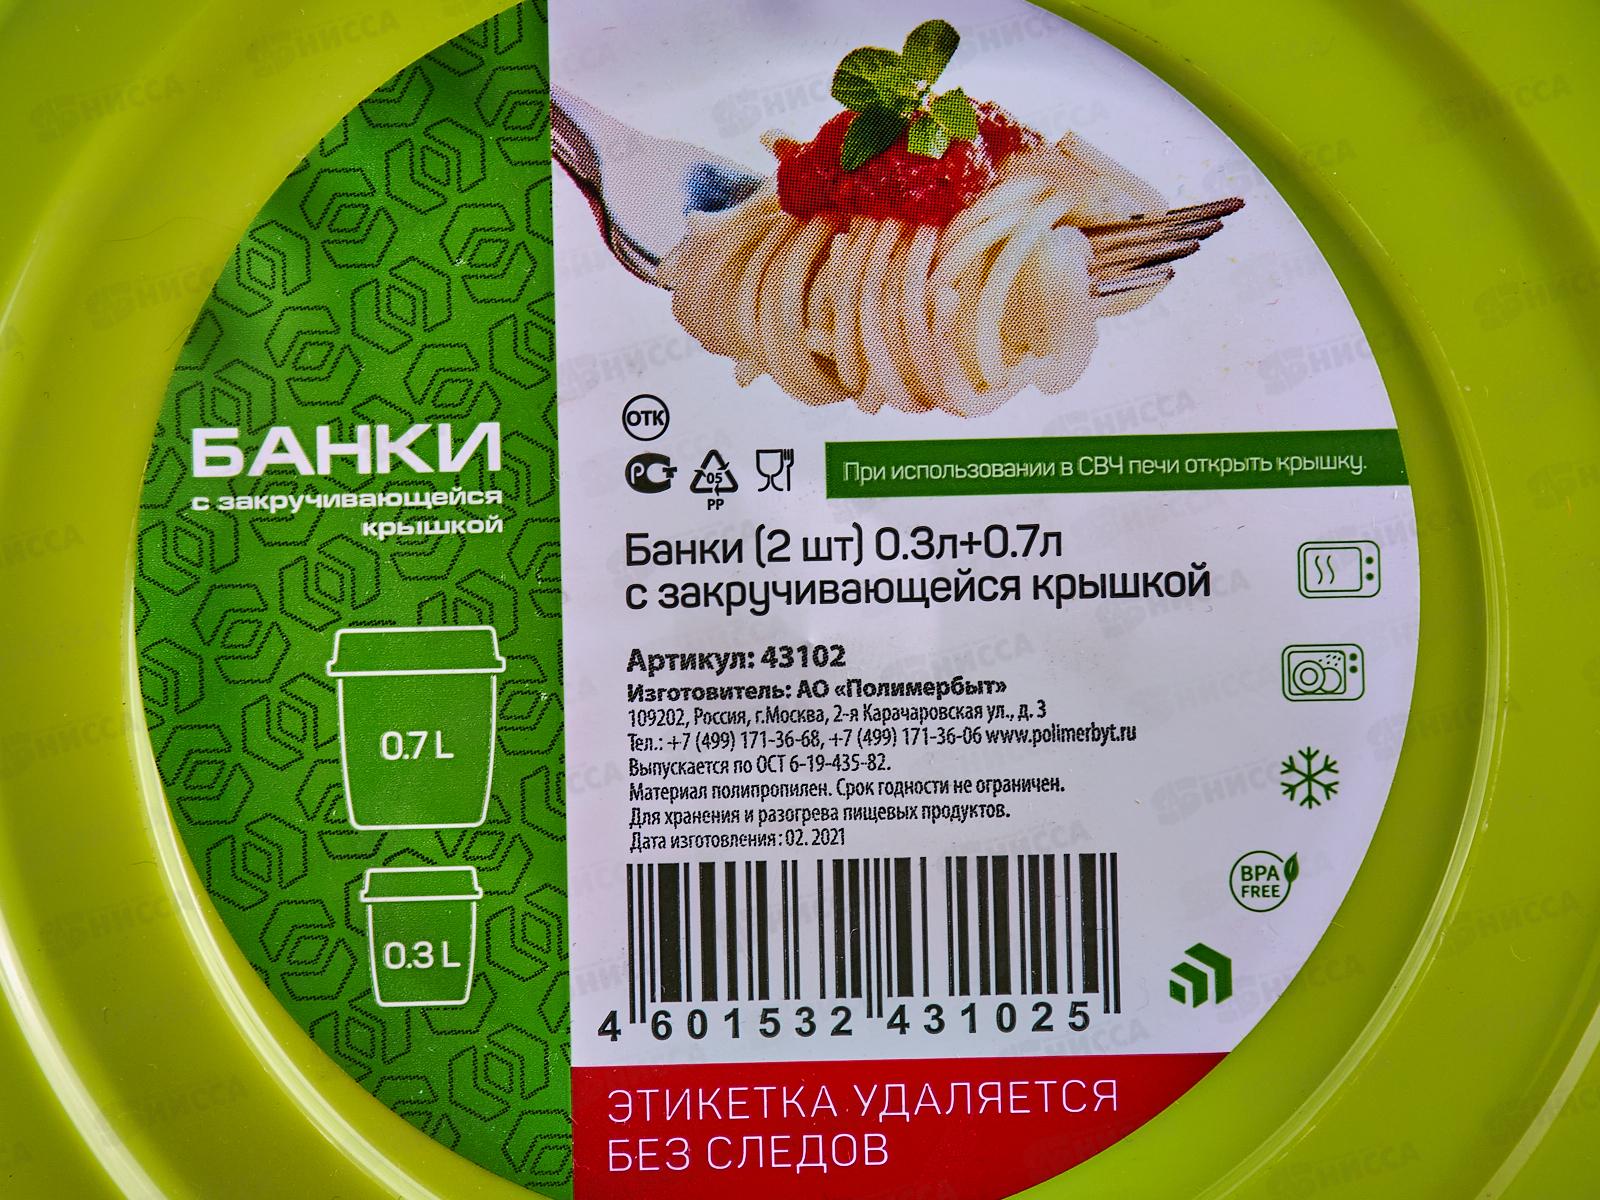 БАНКИ
с закручивающейся
крышкой
0.7 L
0.3 L
ОТК
РСТ
05
PP
При использовании в СВЧ печи открыть крышку.
Банки (2 шт) 0.3л+0.7л
с закручивающейся крышкой
Артикул: 43102
Изготовитель: АО «Полимербыт»
109202, Россия, г.Москва, 2-я Карачаровская ул., д. 3
Тел.: +7 (499) 171-36-68, +7 (499) 171-36-06 www.polimerbyt.ru
Выпускается по ОСТ 6-19-435-82.
Материал полипропилен. Срок годности не ограничен.
Для хранения и разогрева пищевых продуктов.
Дата изготовления: 02. 2021
BPA
FREE
4 601532 431025
ЭТИКЕТКА УДАЛЯЕТСЯ
БЕЗ СЛЕДОВ
НИССА